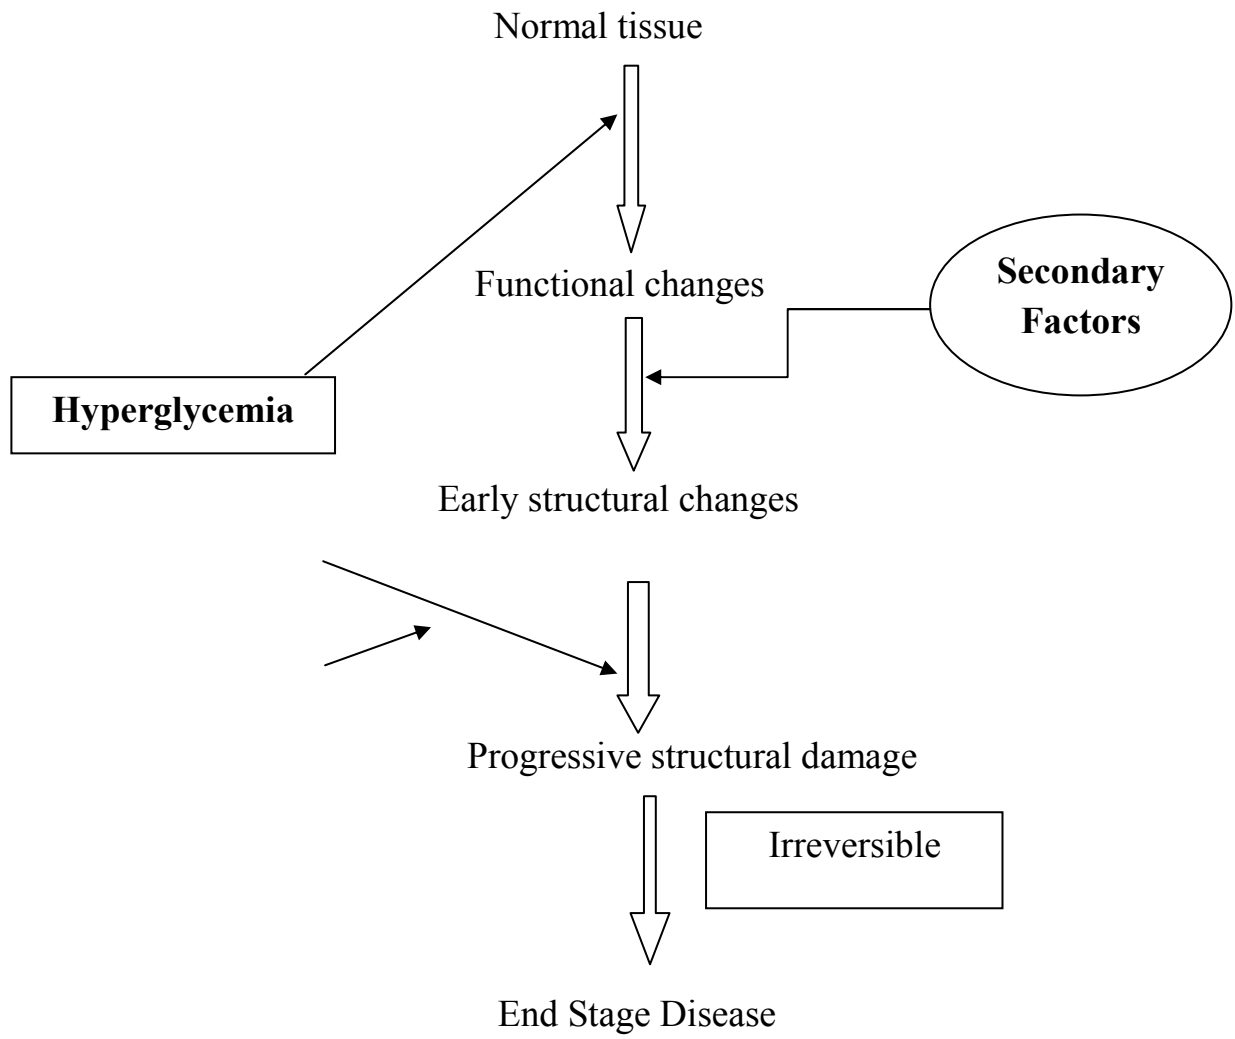 Normal tissue
Functional changes
Secondary
Factors
Hyperglycemia
Early structural changes
Progressive structural damage
Irreversible
End Stage Disease